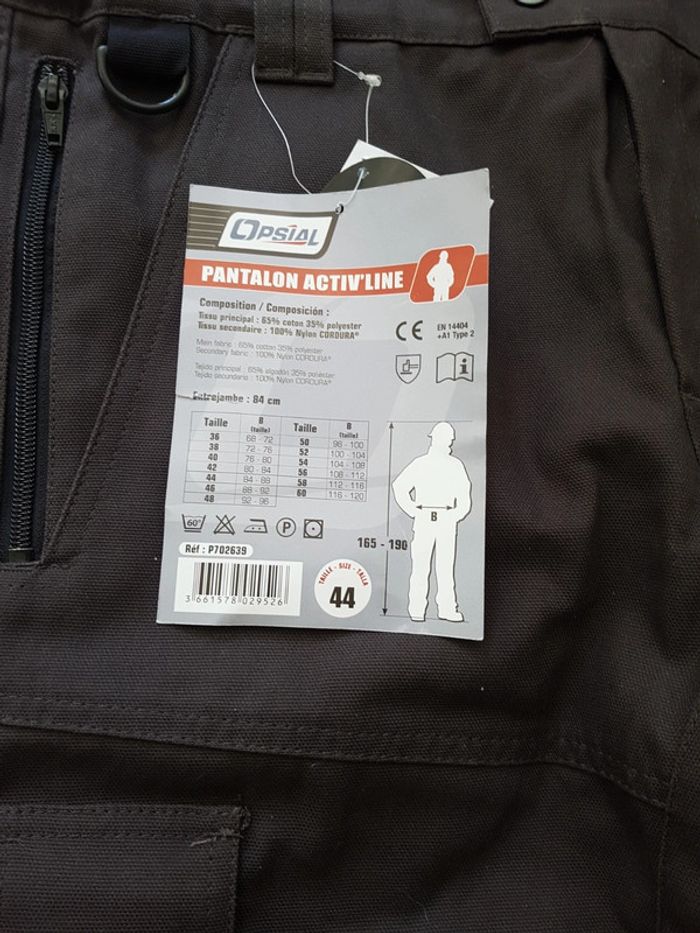 OPSIAL
PANTALON ACTIV'LINE
Composition / Composición :
Tissu principal : 65% coton 35% polyester
Tissu secondaire : 100% Nylon CORDURA®
Main fabric : 65% cotton 35% polyester
Secondary fabric : 100% Nylon CORDURA®
Tejido principal : 65% algodón 35% polyester
Tejido secundario : 100% Nylon CORDURA®
CE
EN 14404
+A1 Type 2
i
Entrejambe : 84 cm
Taille B (taille) Taille B (taille)
36 68 - 72 50 96 - 100
38 72 - 76 52 100 - 104
40 76 - 80 54 104 - 108
42 80 - 84 56 108 - 112
44 84 - 88 58 112 - 116
46 88 - 92 60 116 - 120
48 92 - 96
B
165 - 190
60° P
Réf : P702639
3 661578 029526
TAILLE - SIZE - TALLA
44